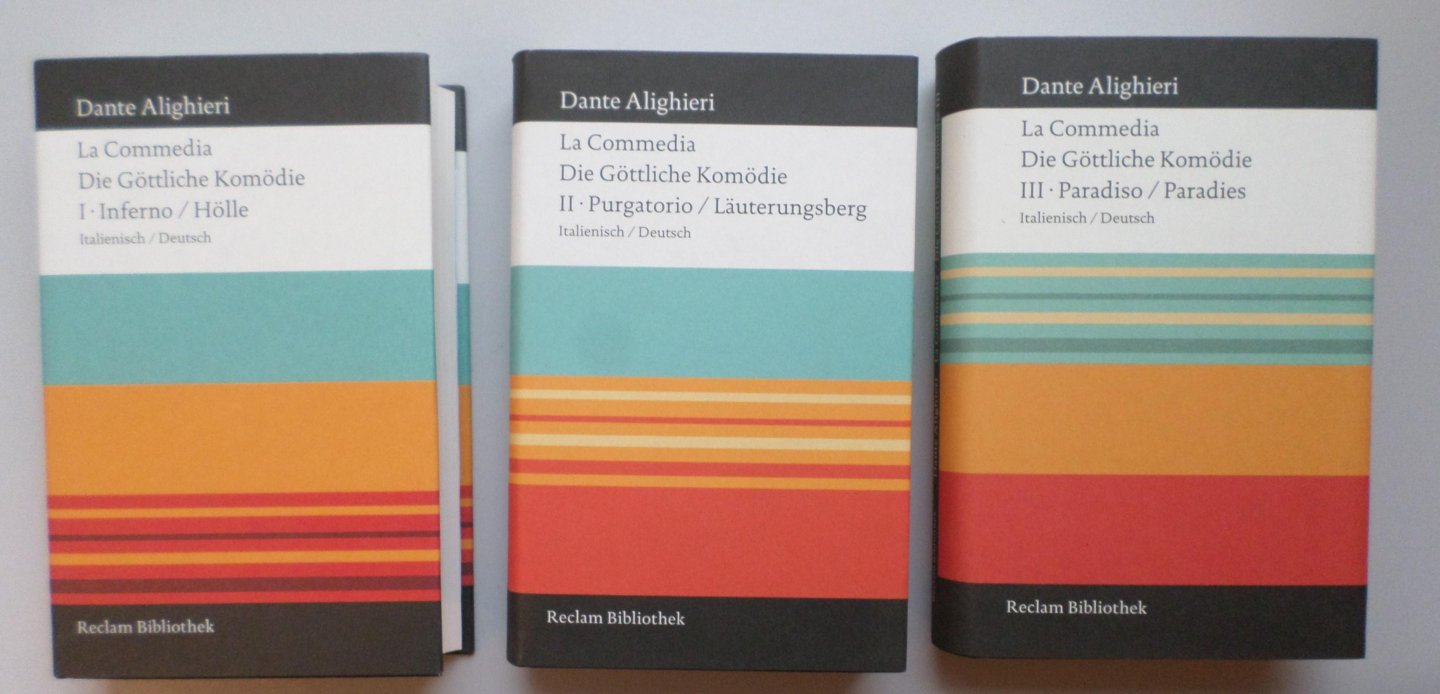 Dante Alighieri
La Commedia
Die Göttliche Komödie
I · Inferno / Hölle
Italienisch / Deutsch
Reclam Bibliothek
Dante Alighieri
La Commedia
Die Göttliche Komödie
II · Purgatorio / Läuterungsberg
Italienisch / Deutsch
Reclam Bibliothek
Dante Alighieri
La Commedia
Die Göttliche Komödie
III · Paradiso / Paradies
Italienisch / Deutsch
Reclam Bibliothek